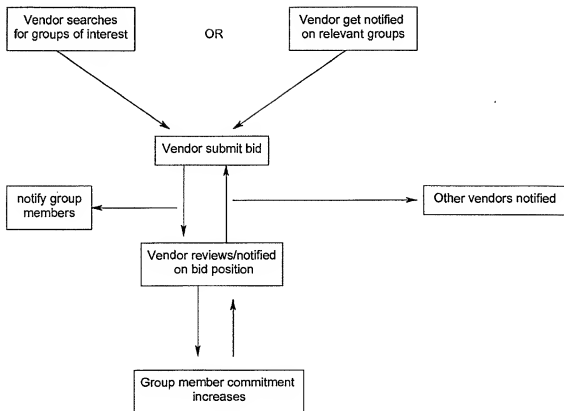 Vendor searches
for groups of interest
OR
Vendor get notified
on relevant groups
Vendor submit bid
notify group
members
Other vendors notified
Vendor reviews/notified
on bid position
Group member commitment
increases